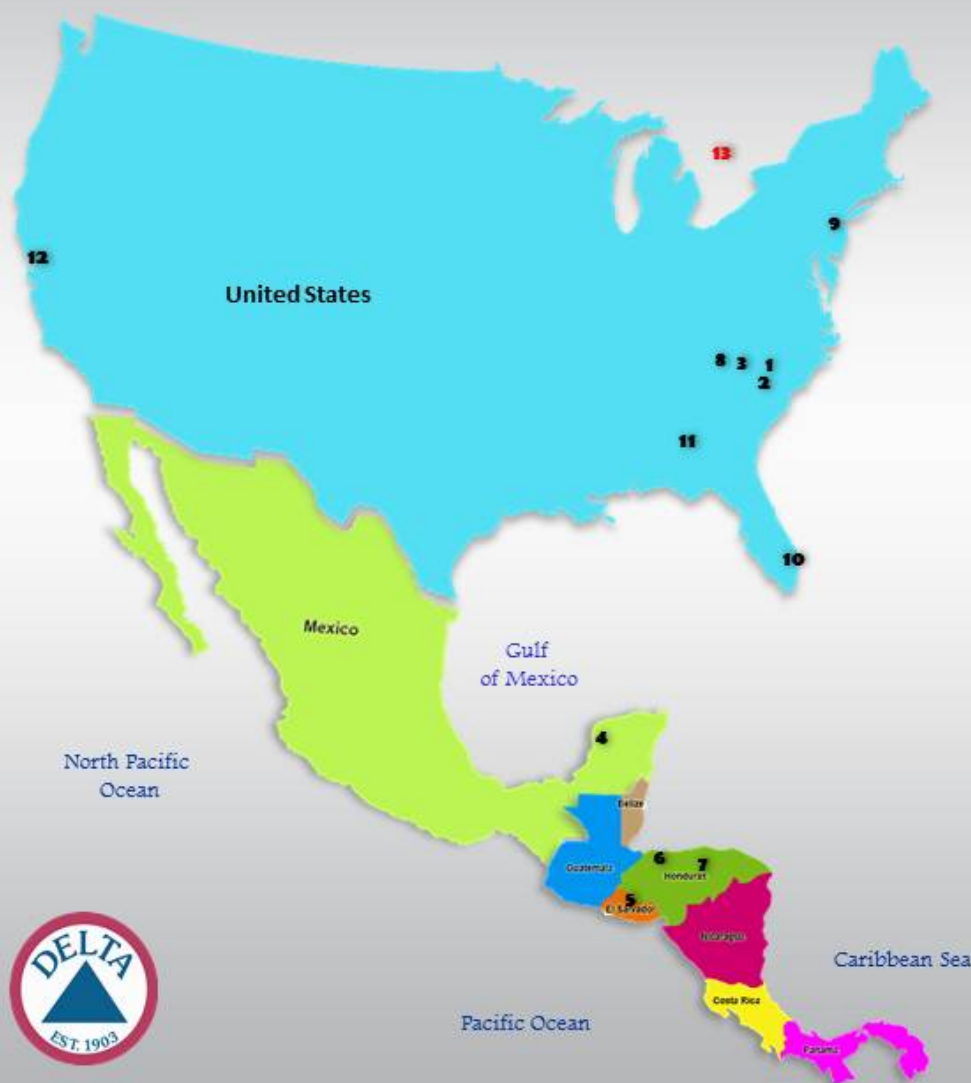 13
9
12
United States
8 3 1
2
11
10
Mexico
Gulf
of Mexico
4
North Pacific
Ocean
Belize
6
7
Guatemala
Honduras
5
El Salvador
Nicaragua
DELTA
EST. 1903
Caribbean Sea
Costa Rica
Pacific Ocean
Panama